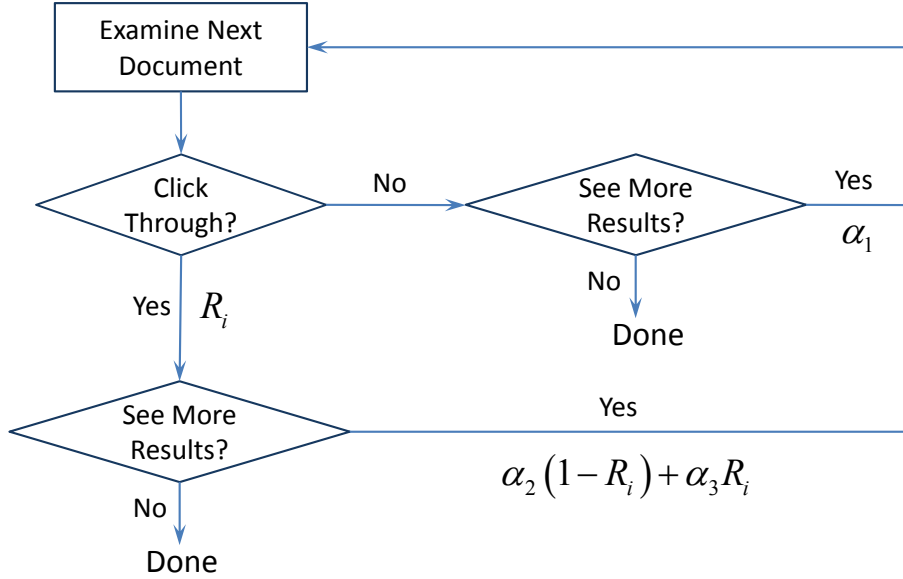 Examine Next
Document
Click
Through?
No
See More
Results?
Yes
α₁
No
Done
Yes
Rᵢ
See More
Results?
Yes
α₂(1−Rᵢ)+α₃Rᵢ
No
Done